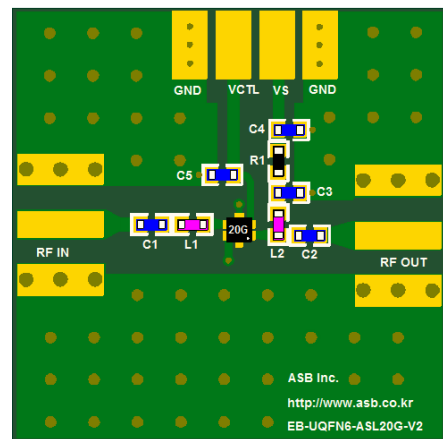 GND VCTL VS GND
C4
R1
C5
C3
20G
RF IN
C1 L1 L2 C2
RF OUT
ASB Inc.
http://www.asb.co.kr
EB-UQFN6-ASL20G-V2